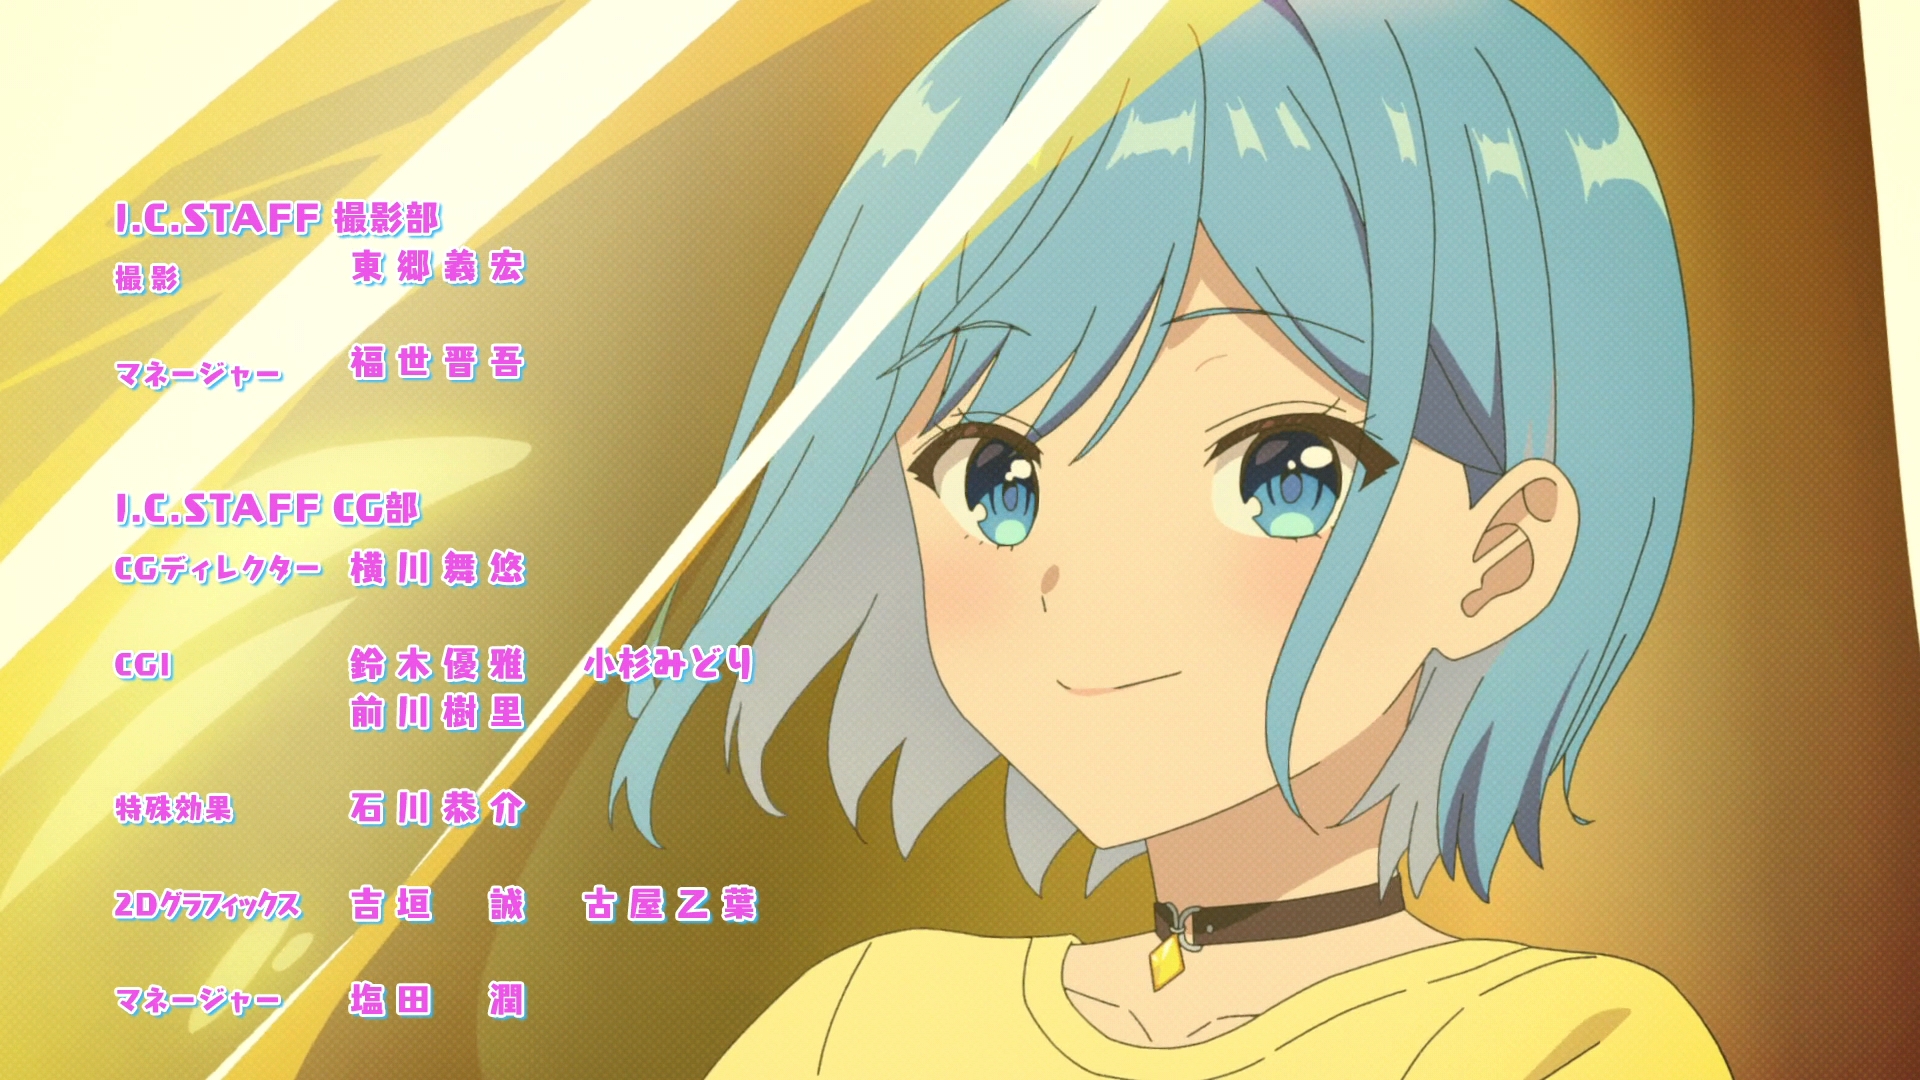 J.C.STAFF 撮影部
撮影 東郷義宏
マネージャー 福世晋吾
J.C.STAFF CG部
CGディレクター 横川舞悠
CGI 鈴木優雅 小杉みどり
前川樹里
特殊効果 石川恭介
2Dグラフィックス 吉垣 誠 古屋乙葉
マネージャー 塩田 潤